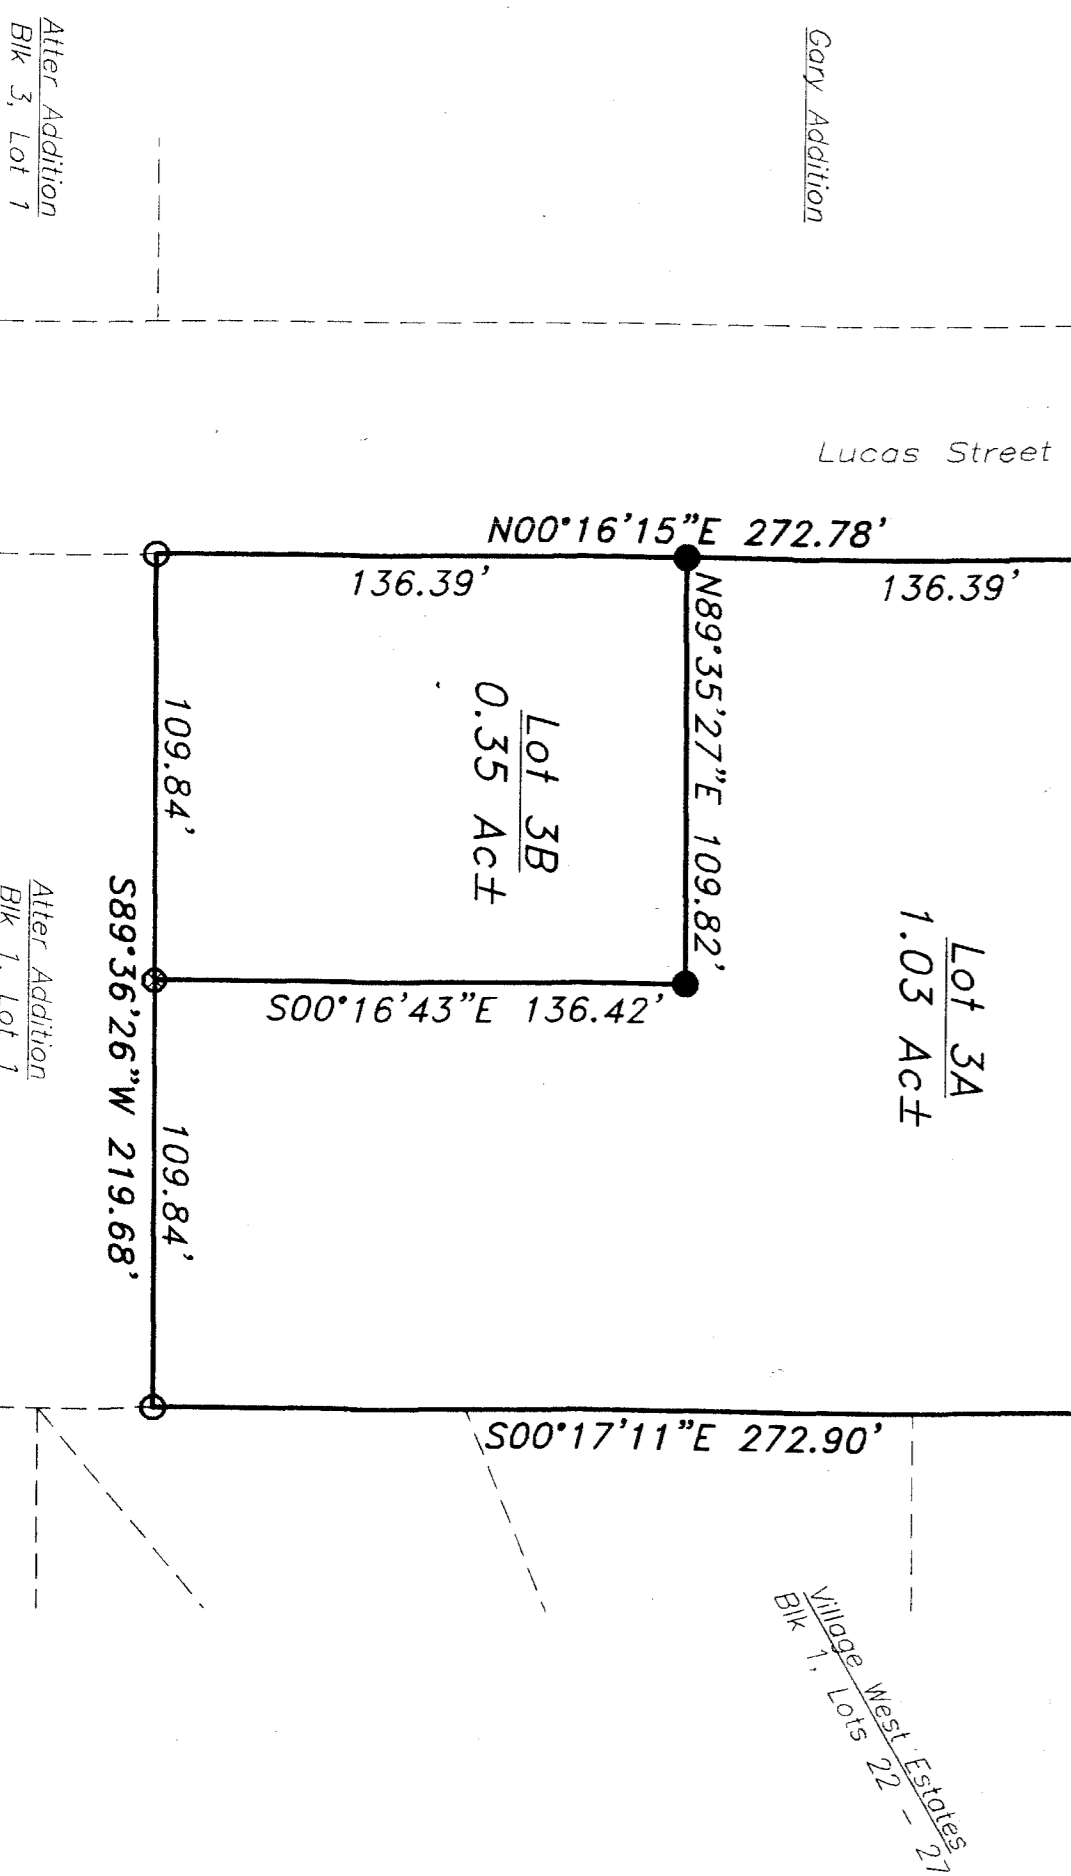 Atter Addition
Blk 3, Lot 1
Gary Addition
Lucas Street
N00°16'15"E 272.78'
136.39'
136.39'
N89°35'27"E 109.82'
Lot 3B
0.35 Ac±
Lot 3A
1.03 Ac±
109.84'
S00°16'43"E 136.42'
Atter Addition
Blk 1, Lot 1
S89°36'26"W 219.68'
109.84'
S00°17'11"E 272.90'
Village West Estates
Blk 1, Lots 22 - 27